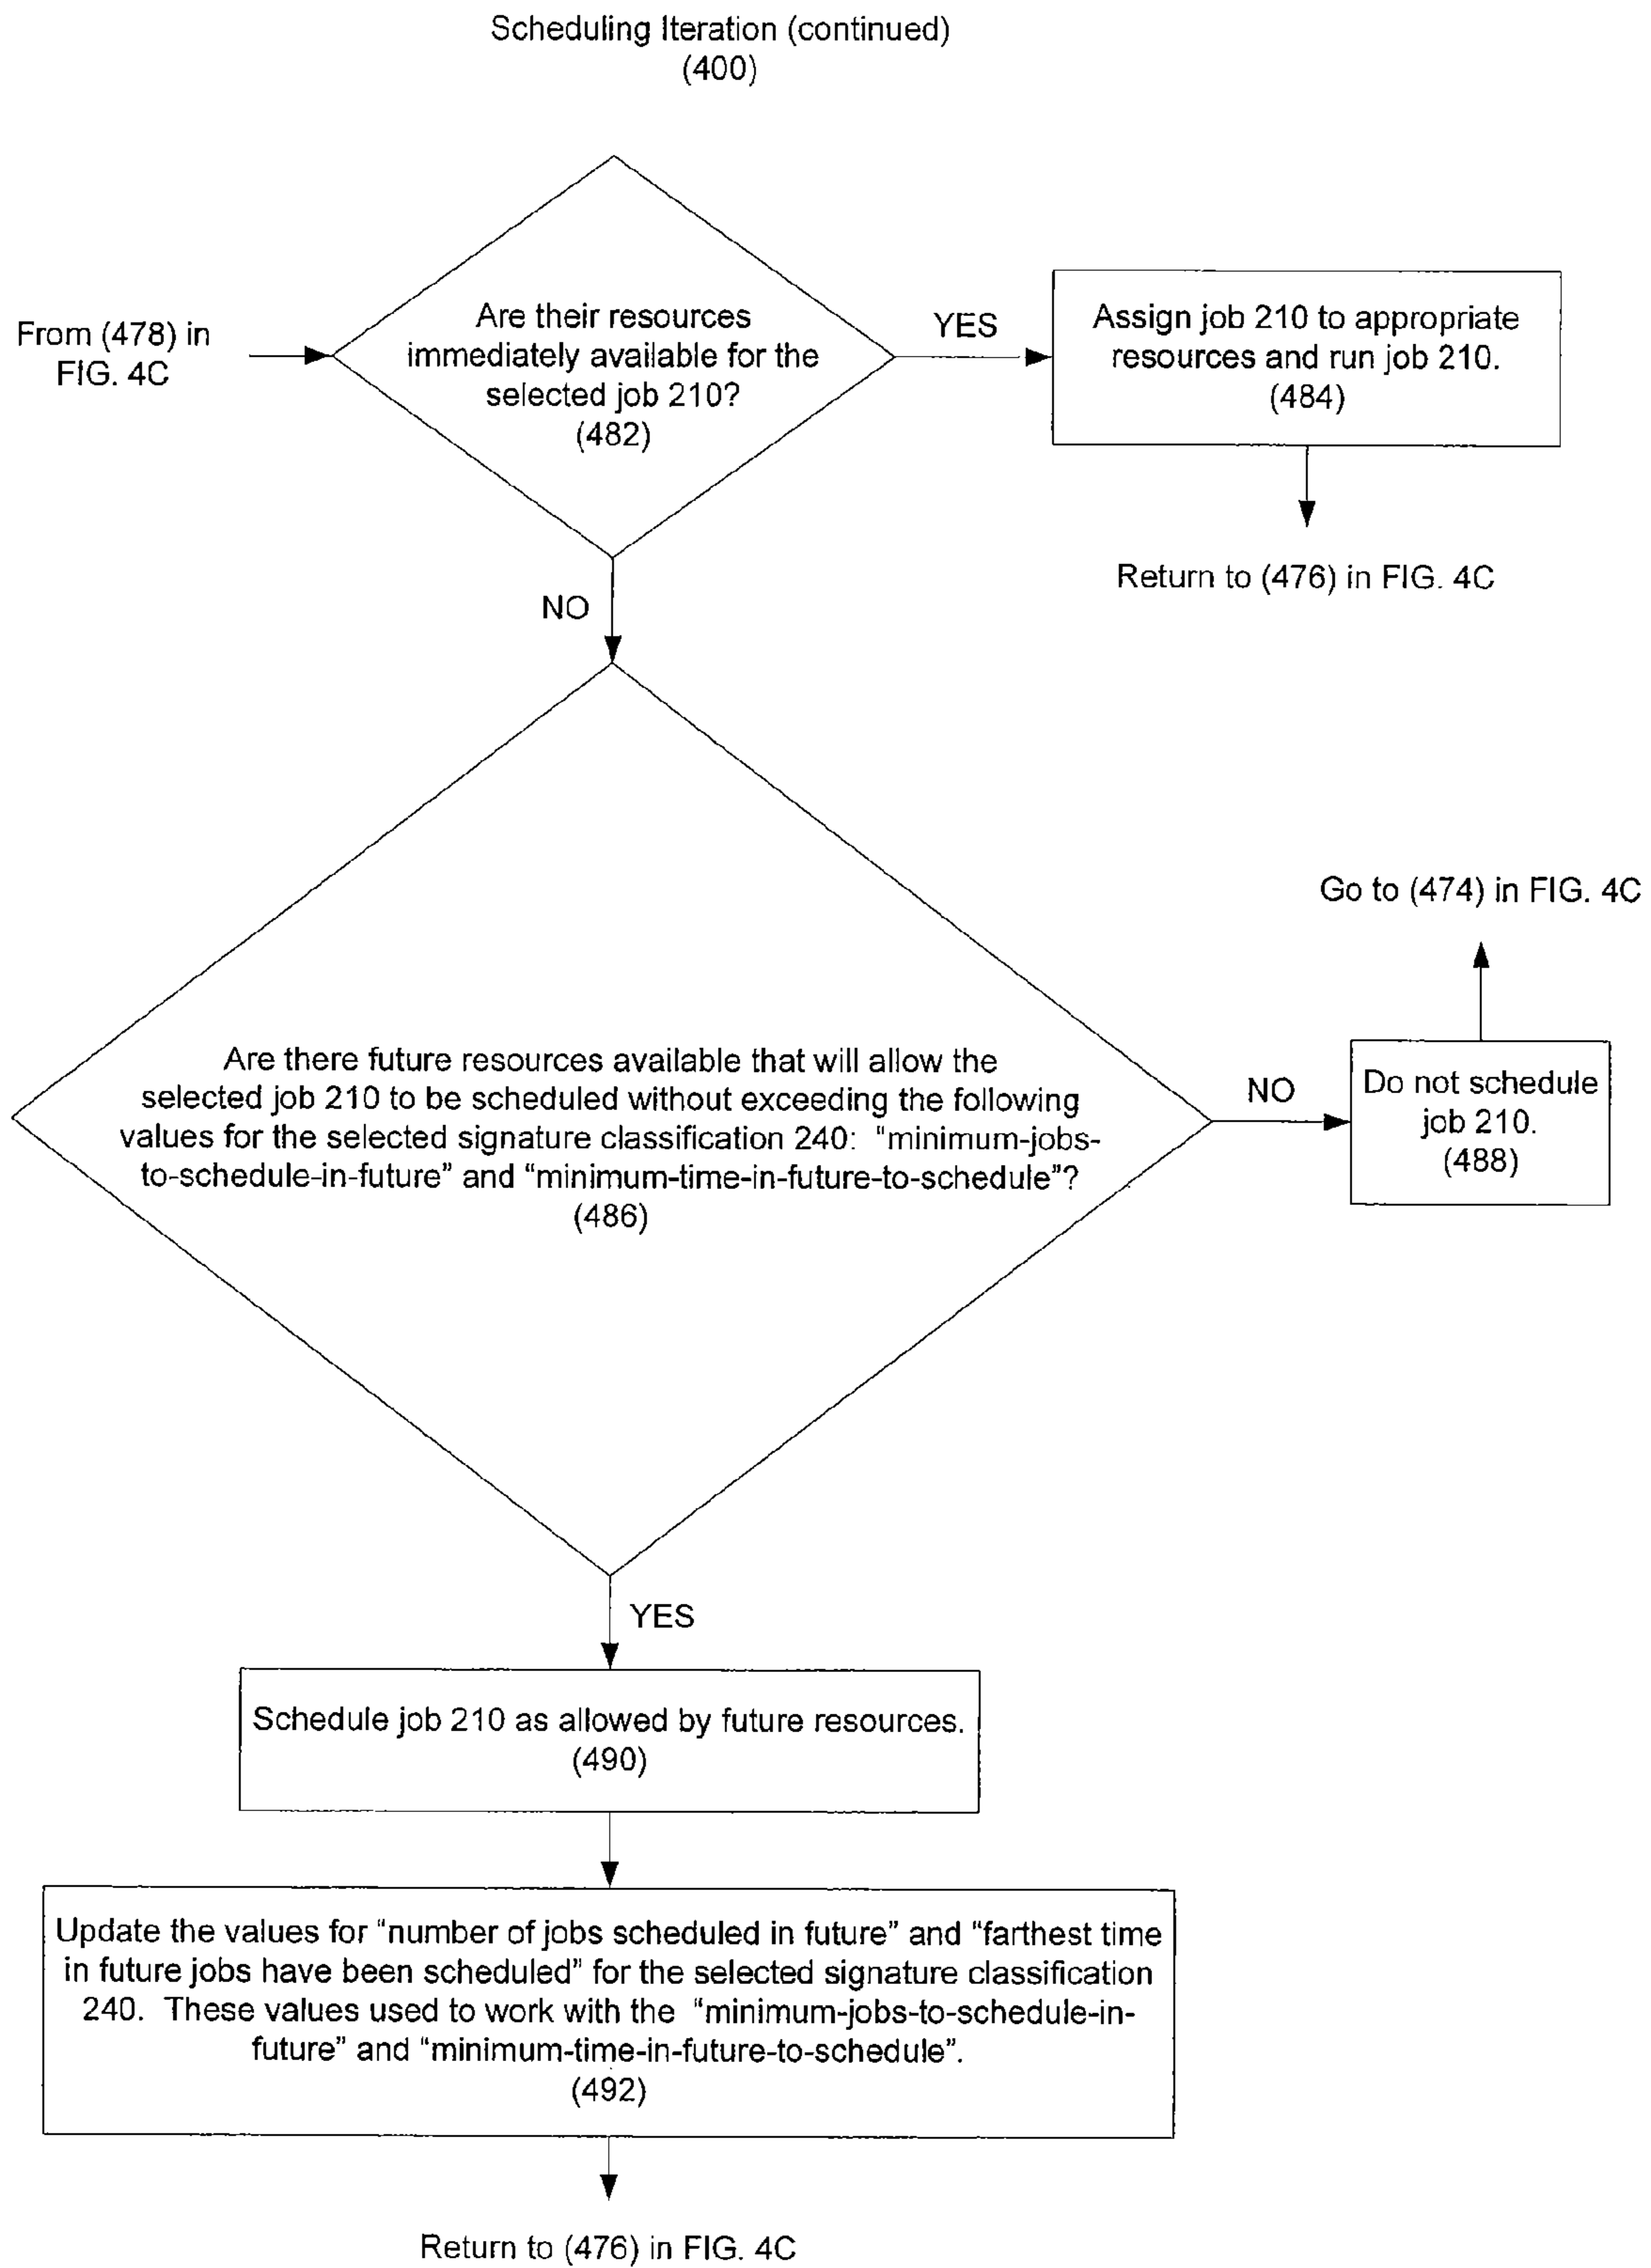 Scheduling Iteration (continued)
(400)
From (478) in
FIG. 4C
Are their resources
immediately available for the
selected job 210?
(482)
YES
Assign job 210 to appropriate
resources and run job 210.
(484)
Return to (476) in FIG. 4C
NO
Are there future resources available that will allow the
selected job 210 to be scheduled without exceeding the following
values for the selected signature classification 240: "minimum-jobs-
to-schedule-in-future" and "minimum-time-in-future-to-schedule"?
(486)
NO
Do not schedule
job 210.
(488)
Go to (474) in FIG. 4C
YES
Schedule job 210 as allowed by future resources.
(490)
Update the values for "number of jobs scheduled in future" and "farthest time
in future jobs have been scheduled" for the selected signature classification
240. These values used to work with the "minimum-jobs-to-schedule-in-
future" and "minimum-time-in-future-to-schedule".
(492)
Return to (476) in FIG. 4C